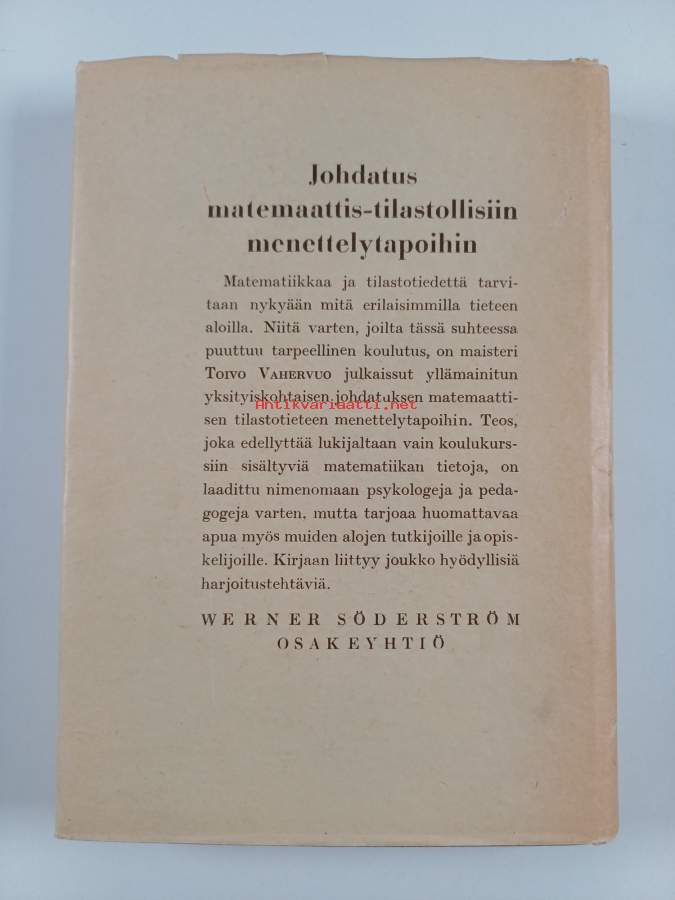 Johdatus
matemaattis-tilastollisiin
menettelytapoihin
Matematiikkaa ja tilastotiedettä tarvi-
taan nykyään mitä erilaisimmilla tieteen
aloilla. Niitä varten, joilta tässä suhteessa
puuttuu tarpeellinen koulutus, on maisteri
TOIVO VAHERVUO julkaissut yllämainitun
yksityiskohtaisen johdatuksen matemaatti-
Antikvariaatti.net
sen tilastotieteen menettelytapoihin. Teos,
joka edellyttää lukijaltaan vain koulukurs-
siin sisältyviä matematiikan tietoja, on
laadittu nimenomaan psykologeja ja peda-
gogeja varten, mutta tarjoaa huomattavaa
apua myös muiden alojen tutkijoille ja opis-
kelijoille. Kirjaan liittyy joukko hyödyllisiä
harjoitustehtäviä.
WERNER SÖDERSTRÖM
OSAKEYHTIÖ